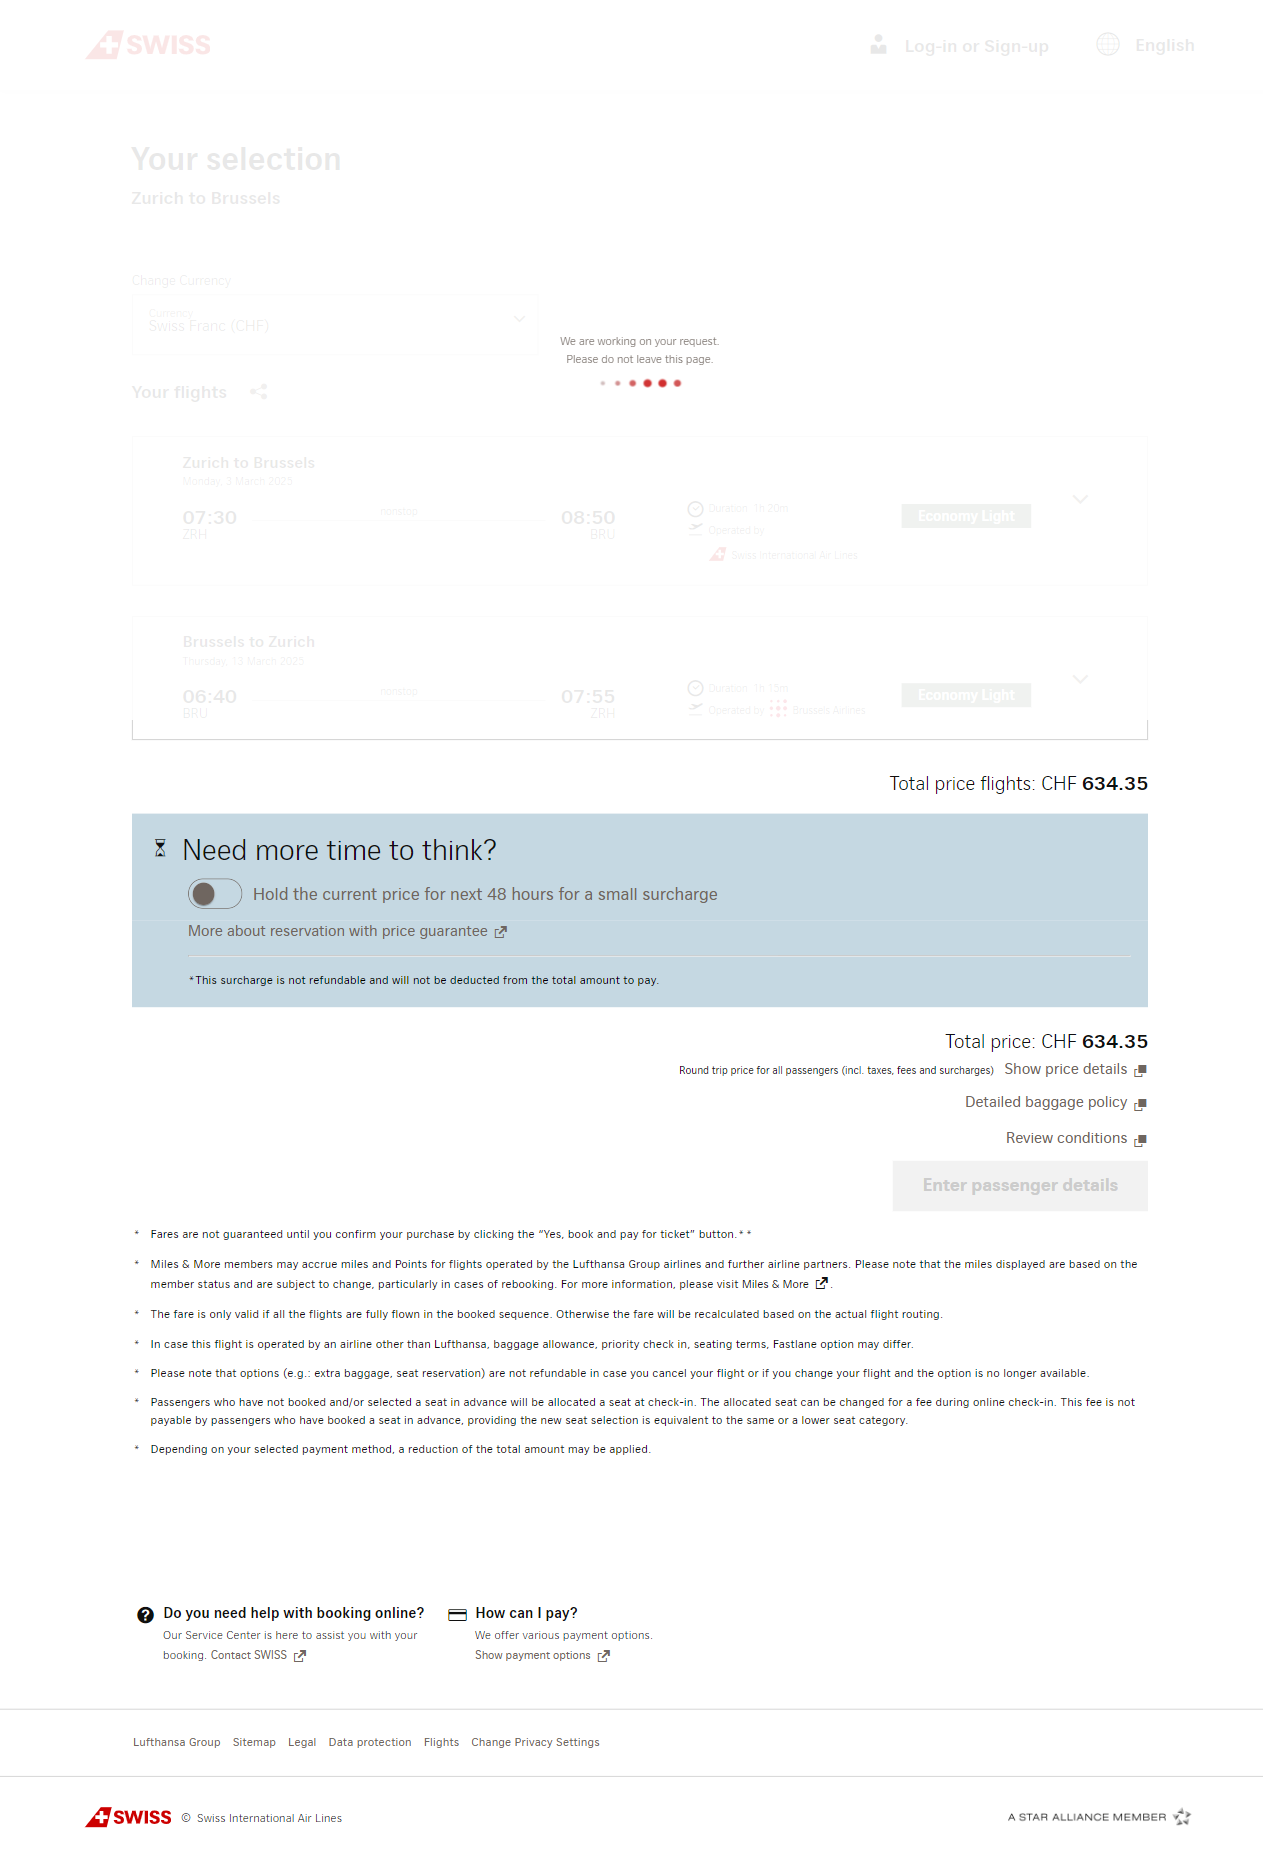 SWISS
Log-in or Sign-up
English
Your selection
Zurich to Brussels
Change Currency
Currency
Swiss Franc (CHF)
We are working on your request.
Please do not leave this page.
Your flights
Zurich to Brussels
Monday, 3 March 2025
07:30
nonstop
08:50
ZRH
BRU
Duration: 1h 20m
Operated by
Swiss International Air Lines
Economy Light
Brussels to Zurich
Thursday, 13 March 2025
06:40
nonstop
07:55
BRU
ZRH
Duration: 1h 15m
Operated by Brussels Airlines
Economy Light
Total price flights: CHF 634.35
Need more time to think?
Hold the current price for next 48 hours for a small surcharge
More about reservation with price guarantee
*This surcharge is not refundable and will not be deducted from the total amount to pay.
Total price: CHF 634.35
Round trip price for all passengers (incl. taxes, fees and surcharges) Show price details
Detailed baggage policy
Review conditions
Enter passenger details
* Fares are not guaranteed until you confirm your purchase by clicking the “Yes, book and pay for ticket” button.**
* Miles & More members may accrue miles and Points for flights operated by the Lufthansa Group airlines and further airline partners. Please note that the miles displayed are based on the
member status and are subject to change, particularly in cases of rebooking. For more information, please visit Miles & More .
* The fare is only valid if all the flights are fully flown in the booked sequence. Otherwise the fare will be recalculated based on the actual flight routing.
* In case this flight is operated by an airline other than Lufthansa, baggage allowance, priority check in, seating terms, Fastlane option may differ.
* Please note that options (e.g.: extra baggage, seat reservation) are not refundable in case you cancel your flight or if you change your flight and the option is no longer available.
* Passengers who have not booked and/or selected a seat in advance will be allocated a seat at check-in. The allocated seat can be changed for a fee during online check-in. This fee is not
payable by passengers who have booked a seat in advance, providing the new seat selection is equivalent to the same or a lower seat category.
* Depending on your selected payment method, a reduction of the total amount may be applied.
Do you need help with booking online?
Our Service Center is here to assist you with your
booking. Contact SWISS
How can I pay?
We offer various payment options.
Show payment options
Lufthansa Group Sitemap Legal Data protection Flights Change Privacy Settings
SWISS © Swiss International Air Lines
A STAR ALLIANCE MEMBER